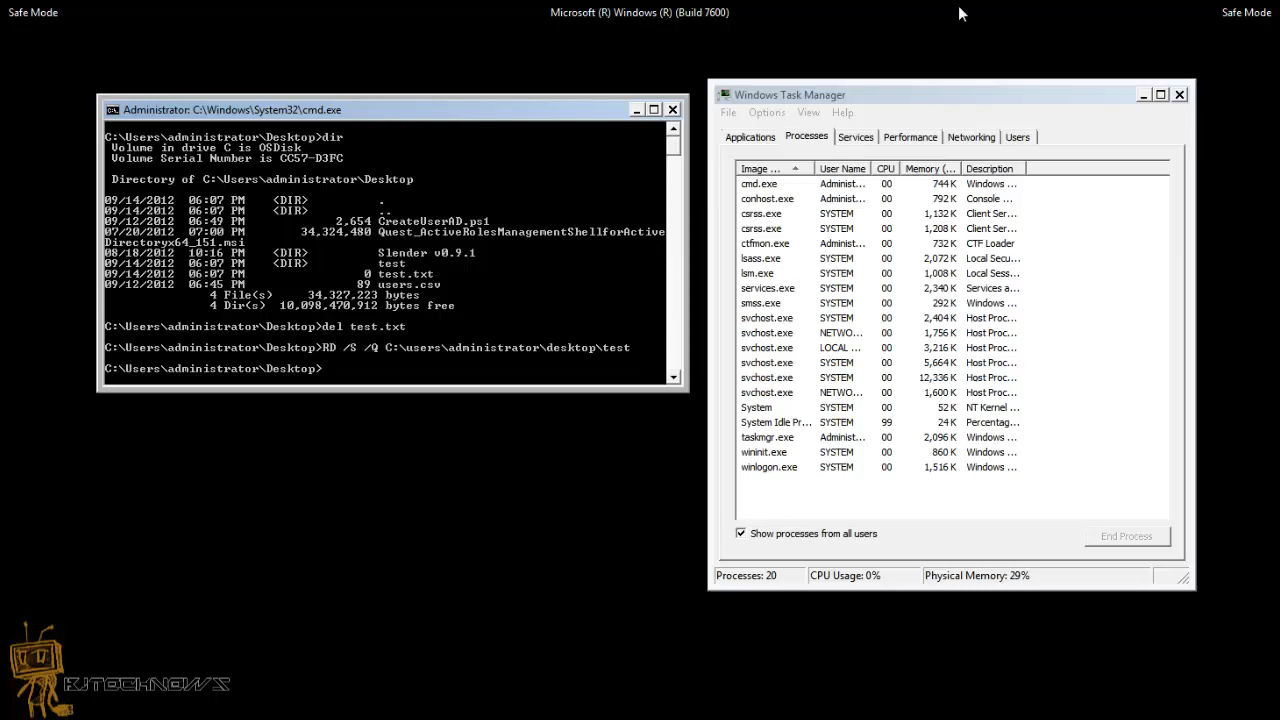 Safe Mode
Microsoft (R) Windows (R) (Build 7600)
Safe Mode
Administrator: C:\Windows\System32\cmd.exe
C:\Users\administrator\Desktop>dir
Volume in drive C is OSDisk
Volume Serial Number is CC57-D3FC
Directory of C:\Users\administrator\Desktop
09/14/2012 06:07 PM <DIR> .
09/14/2012 06:07 PM <DIR> ..
09/12/2012 06:49 PM 2,654 CreateUserAD.ps1
07/20/2012 07:00 PM 34,324,480 Quest_ActiveRolesManagementShellforActive
Directoryx64_151.msi
08/18/2012 10:16 PM <DIR> Slender v0.9.1
09/14/2012 06:07 PM <DIR> test
09/14/2012 06:07 PM 0 test.txt
09/12/2012 06:45 PM 89 users.csv
4 File(s) 34,327,223 bytes
4 Dir(s) 10,098,470,912 bytes free
C:\Users\administrator\Desktop>del test.txt
C:\Users\administrator\Desktop>RD /S /Q C:\users\administrator\desktop\test
C:\Users\administrator\Desktop>
Windows Task Manager
File Options View Help
Applications Processes Services Performance Networking Users
Image ... User Name CPU Memory (... Description
cmd.exe Administ... 00 744 K Windows ...
conhost.exe Administ... 00 792 K Console ...
csrss.exe SYSTEM 00 1,132 K Client Ser...
csrss.exe SYSTEM 00 1,208 K Client Ser...
ctfmon.exe Administ... 00 732 K CTF Loader
lsass.exe SYSTEM 00 2,072 K Local Secu...
lsm.exe SYSTEM 00 1,008 K Local Sess...
services.exe SYSTEM 00 2,340 K Services a...
smss.exe SYSTEM 00 292 K Windows ...
svchost.exe SYSTEM 00 2,404 K Host Proc...
svchost.exe NETWO... 00 1,756 K Host Proc...
svchost.exe LOCAL ... 00 3,216 K Host Proc...
svchost.exe SYSTEM 00 5,664 K Host Proc...
svchost.exe SYSTEM 00 12,336 K Host Proc...
svchost.exe NETWO... 00 1,600 K Host Proc...
System SYSTEM 00 52 K NT Kernel ...
System Idle Pr... SYSTEM 99 24 K Percentag...
taskmgr.exe Administ... 00 2,096 K Windows ...
wininit.exe SYSTEM 00 860 K Windows ...
winlogon.exe SYSTEM 00 1,516 K Windows ...
Show processes from all users
End Process
Processes: 20 CPU Usage: 0% Physical Memory: 29%
BJTECHNEWS